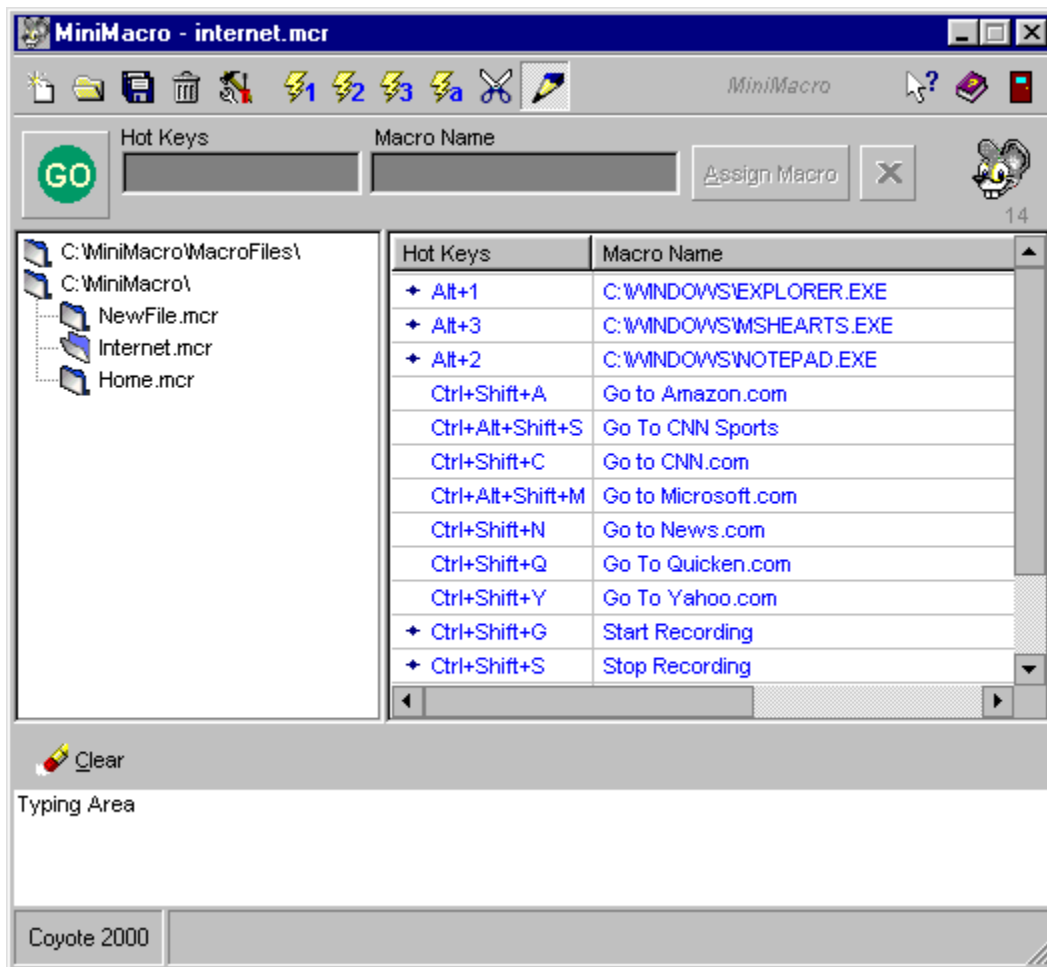 MiniMacro - internet.mcr
1 2 3 a MiniMacro ?
Hot Keys Macro Name
GO Assign Macro
14
C:\MiniMacro\MacroFiles\
C:\MiniMacro\
NewFile.mcr
Internet.mcr
Home.mcr
Hot Keys Macro Name
Alt+1 C:\WINDOWS\EXPLORER.EXE
Alt+3 C:\WINDOWS\MSHEARTS.EXE
Alt+2 C:\WINDOWS\NOTEPAD.EXE
Ctrl+Shift+A Go to Amazon.com
Ctrl+Alt+Shift+S Go To CNN Sports
Ctrl+Shift+C Go to CNN.com
Ctrl+Alt+Shift+M Go to Microsoft.com
Ctrl+Shift+N Go to News.com
Ctrl+Shift+Q Go To Quicken.com
Ctrl+Shift+Y Go To Yahoo.com
Ctrl+Shift+G Start Recording
Ctrl+Shift+S Stop Recording
Clear
Typing Area
Coyote 2000